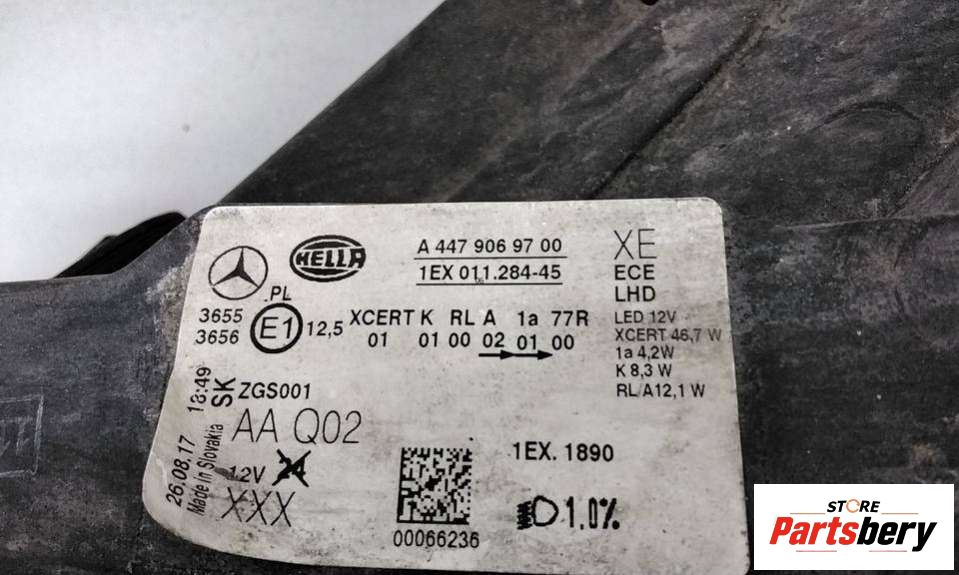 HELLA
A 447 906 97 00
1EX 011.284-45
XE
ECE
LHD
LED 12V
XCERT 46,7 W
1a 4,2W
K 8,3 W
RL/A12,1 W
.PL
3655
3656
E1
12,5
XCERT K RL A 1a 77R
01 01 00 02 01 00
26.08.17 18:49
Made in Slovakia
SK
ZGS001
AA Q02
12V 24
XXX
00066236
1EX. 1890
1,0%
STORE
Partsbery